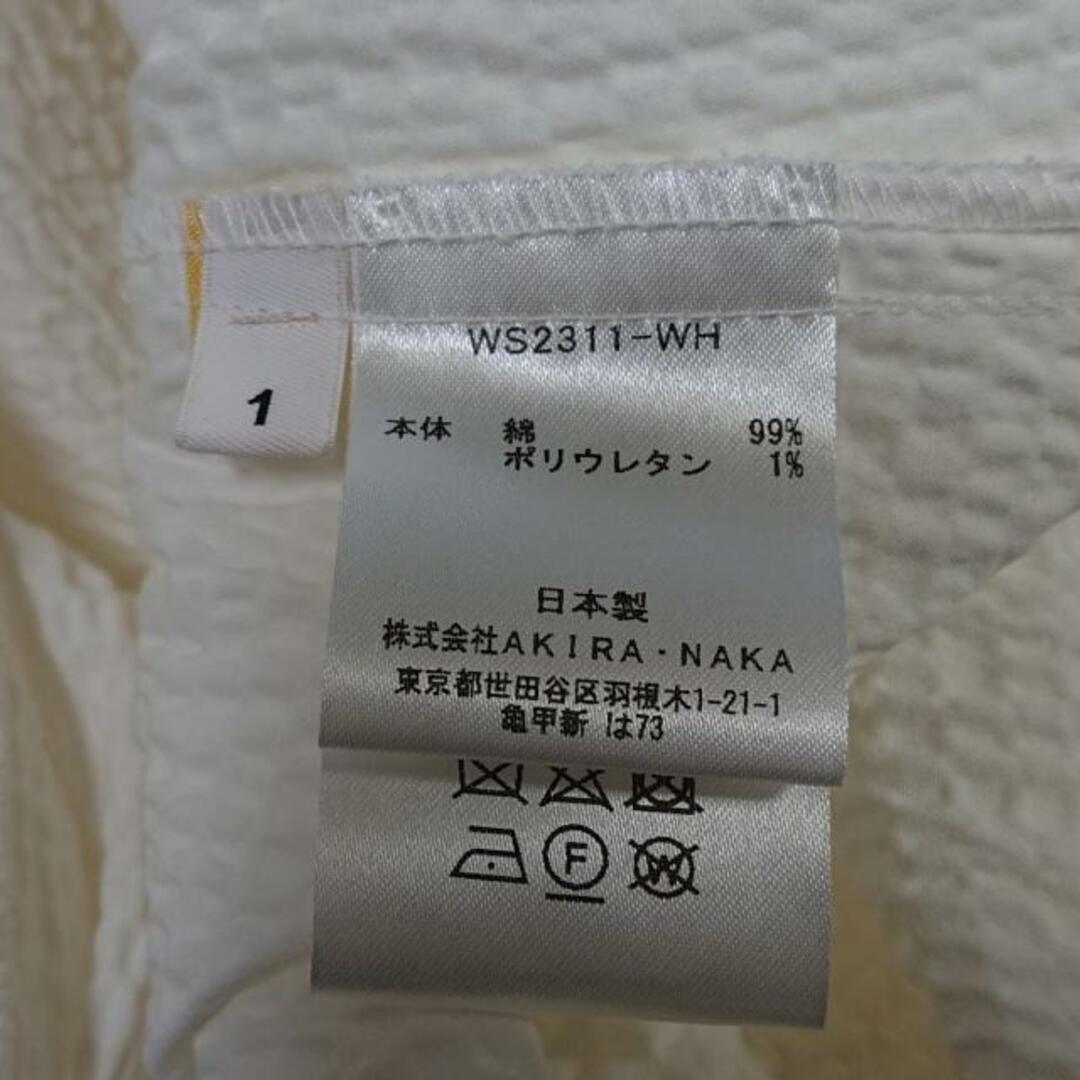 1
WS2311-WH
本体 綿 99%
ポリウレタン 1%
日本製
株式会社AKIRA・NAKA
東京都世田谷区羽根木1-21-1
亀甲新 は73
F
W